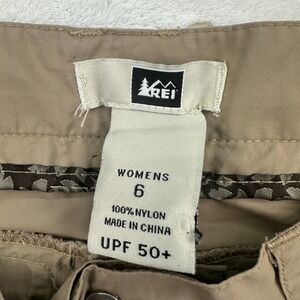 REI
WOMENS
6
100% NYLON
MADE IN CHINA
UPF 50+